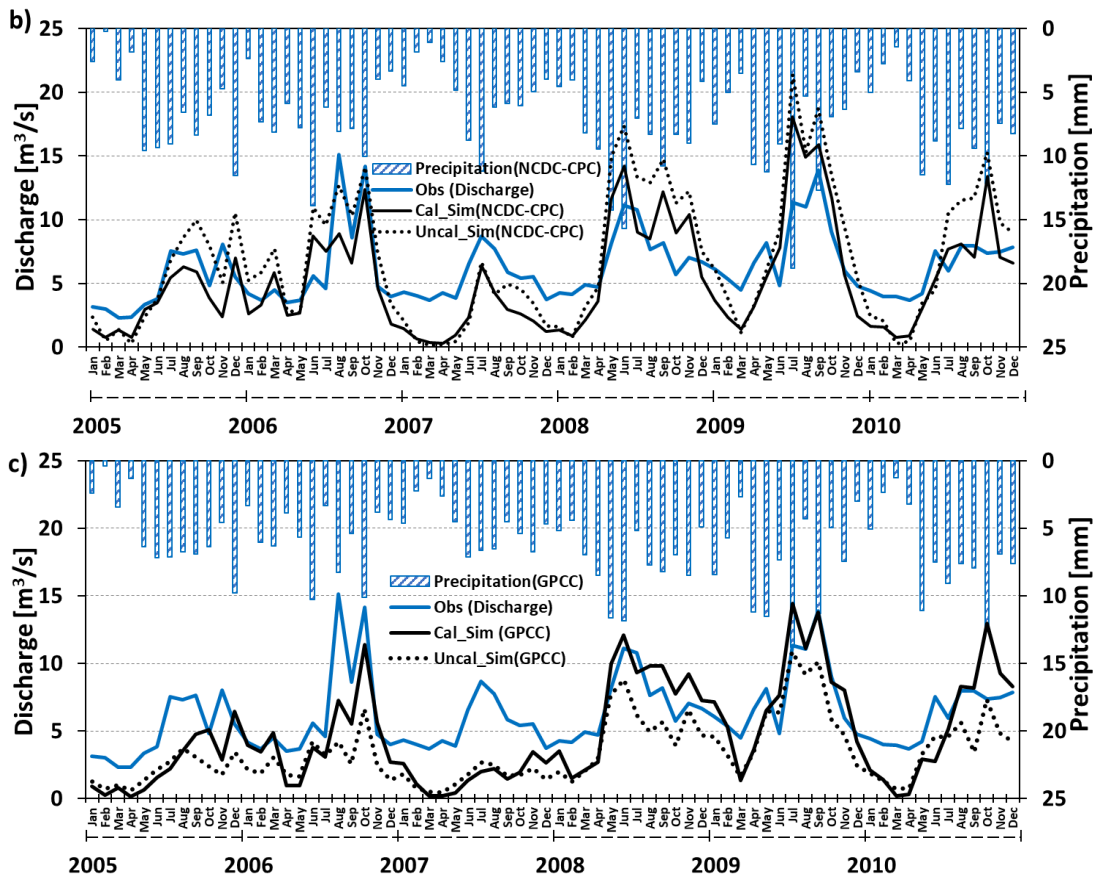 b)
25
20
15
10
5
0
Discharge [m³/s]
0
5
10
15
20
25
Precipitation [mm]
Precipitation(NCDC-CPC)
Obs (Discharge)
Cal_Sim(NCDC-CPC)
Uncal_Sim(NCDC-CPC)
Jan Feb Mar Apr May Jun Jul Aug Sep Oct Nov Dec Jan Feb Mar Apr May Jun Jul Aug Sep Oct Nov Dec Jan Feb Mar Apr May Jun Jul Aug Sep Oct Nov Dec Jan Feb Mar Apr May Jun Jul Aug Sep Oct Nov Dec Jan Feb Mar Apr May Jun Jul Aug Sep Oct Nov Dec Jan Feb Mar Apr May Jun Jul Aug Sep Oct Nov Dec
2005 2006 2007 2008 2009 2010
c)
25
20
15
10
5
0
Discharge [m³/s]
0
5
10
15
20
25
Precipitation [mm]
Precipitation(GPCC)
Obs (Discharge)
Cal_Sim (GPCC)
Uncal_Sim(GPCC)
Jan Feb Mar Apr May Jun Jul Aug Sep Oct Nov Dec Jan Feb Mar Apr May Jun Jul Aug Sep Oct Nov Dec Jan Feb Mar Apr May Jun Jul Aug Sep Oct Nov Dec Jan Feb Mar Apr May Jun Jul Aug Sep Oct Nov Dec Jan Feb Mar Apr May Jun Jul Aug Sep Oct Nov Dec Jan Feb Mar Apr May Jun Jul Aug Sep Oct Nov Dec
2005 2006 2007 2008 2009 2010